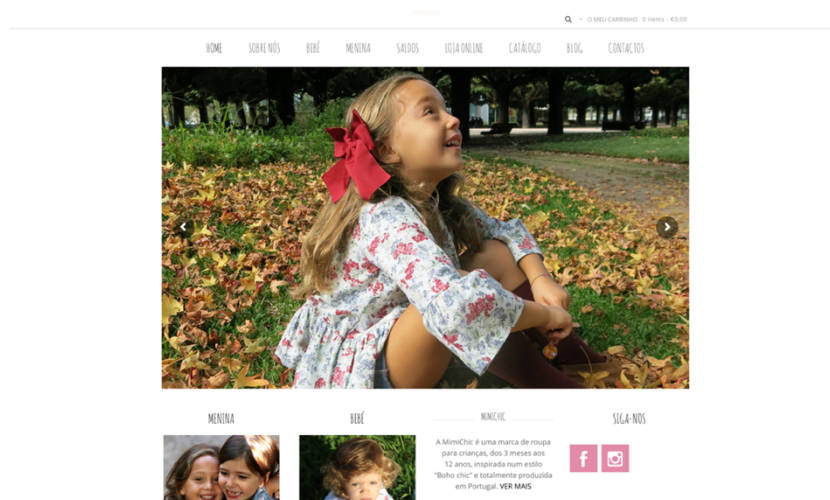 O MEU CARRINHO 0 items - €0,00
HOME SOBRE NÓS BEBÉ MENINA SALDOS LOJA ONLINE CATÁLOGO BLOG CONTACTOS
MENINA
BEBÉ
MIMICHIC
A MimiChic é uma marca de roupa
para crianças, dos 3 meses aos
12 anos, inspirada num estilo
“Boho chic” e totalmente produzida
em Portugal. VER MAIS
SIGA-NOS